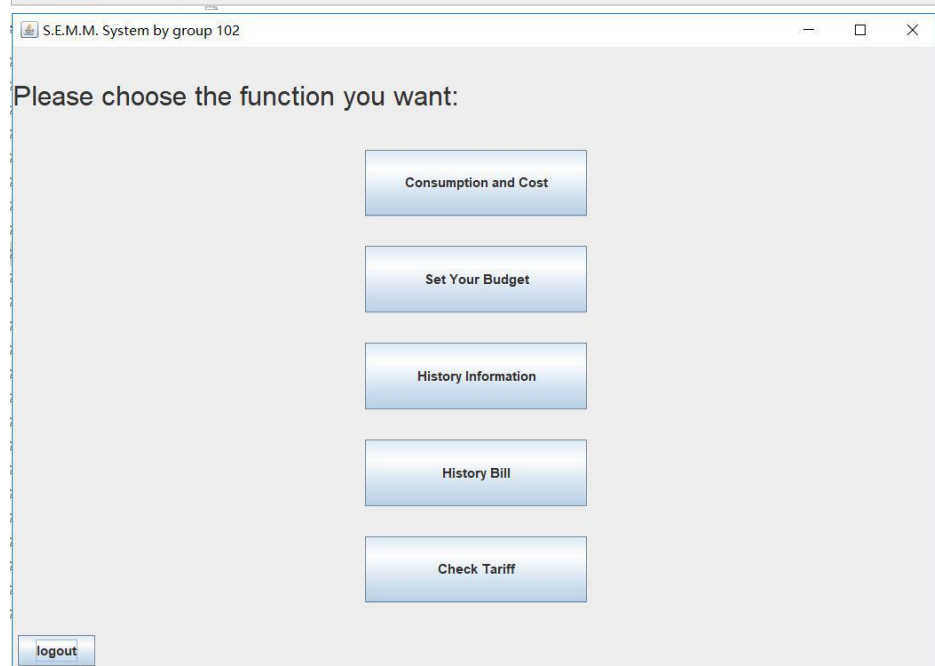 S.E.M.M. System by group 102
Please choose the function you want:
Consumption and Cost
Set Your Budget
History Information
History Bill
Check Tariff
logout